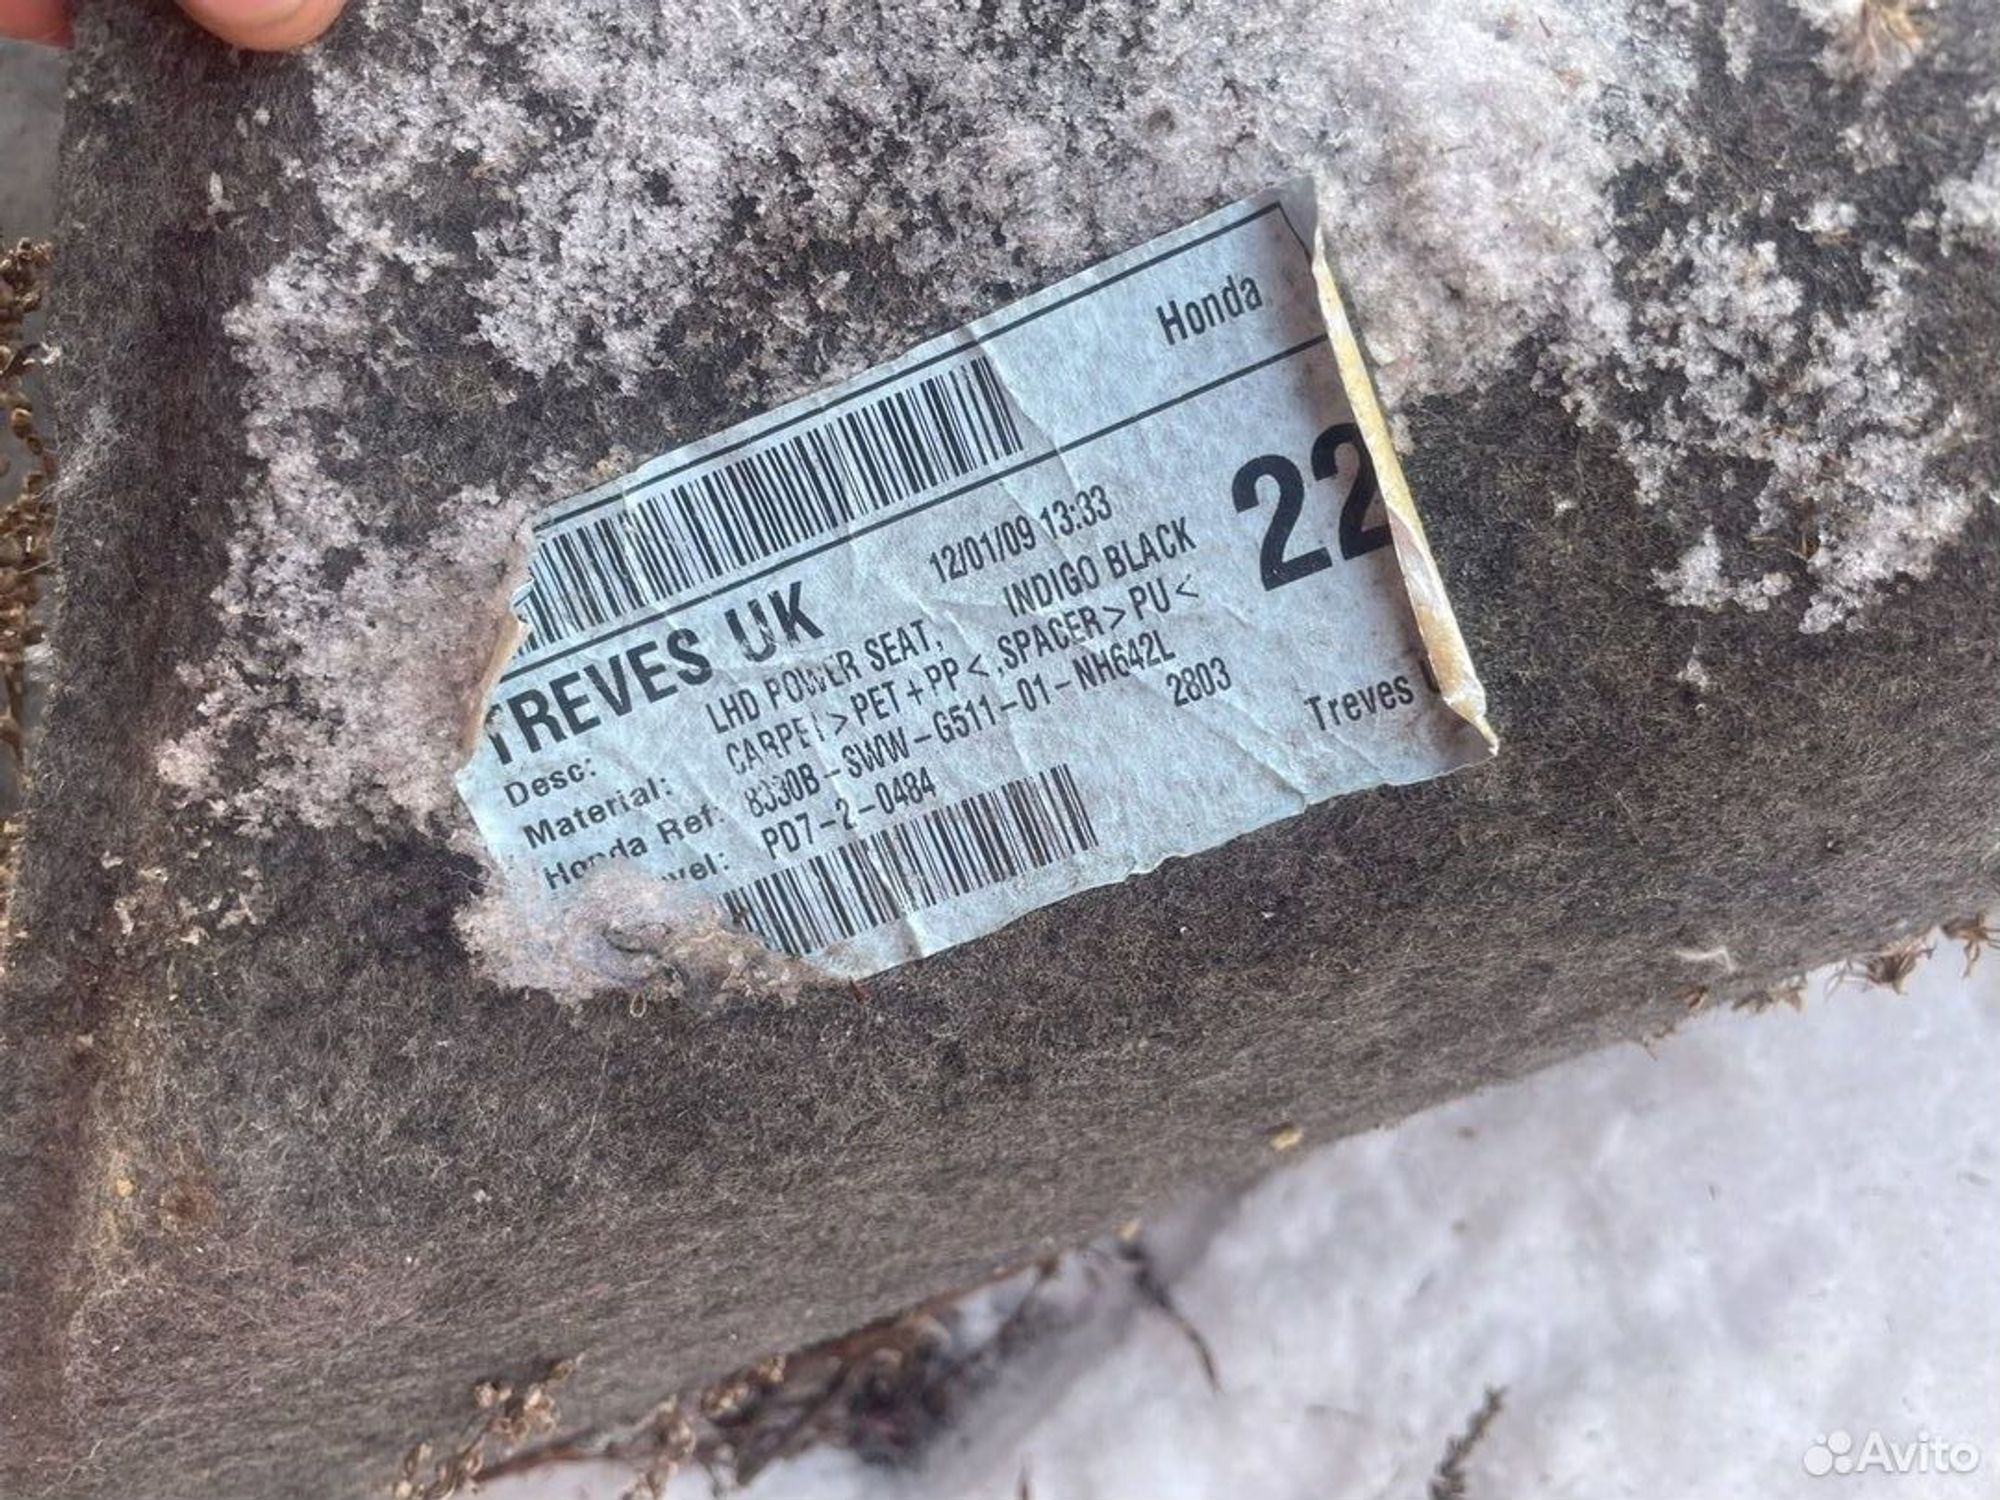 Honda
TREVES UK 12/01/09 13:33
Desc: LHD POWER SEAT, INDIGO BLACK
Material: CARPET>PET+PP<,SPACER>PU<
Honda Ref: 8330B-SWW-G511-01-NH642L
PD7-2-0484 2803
22
Treves
Avito